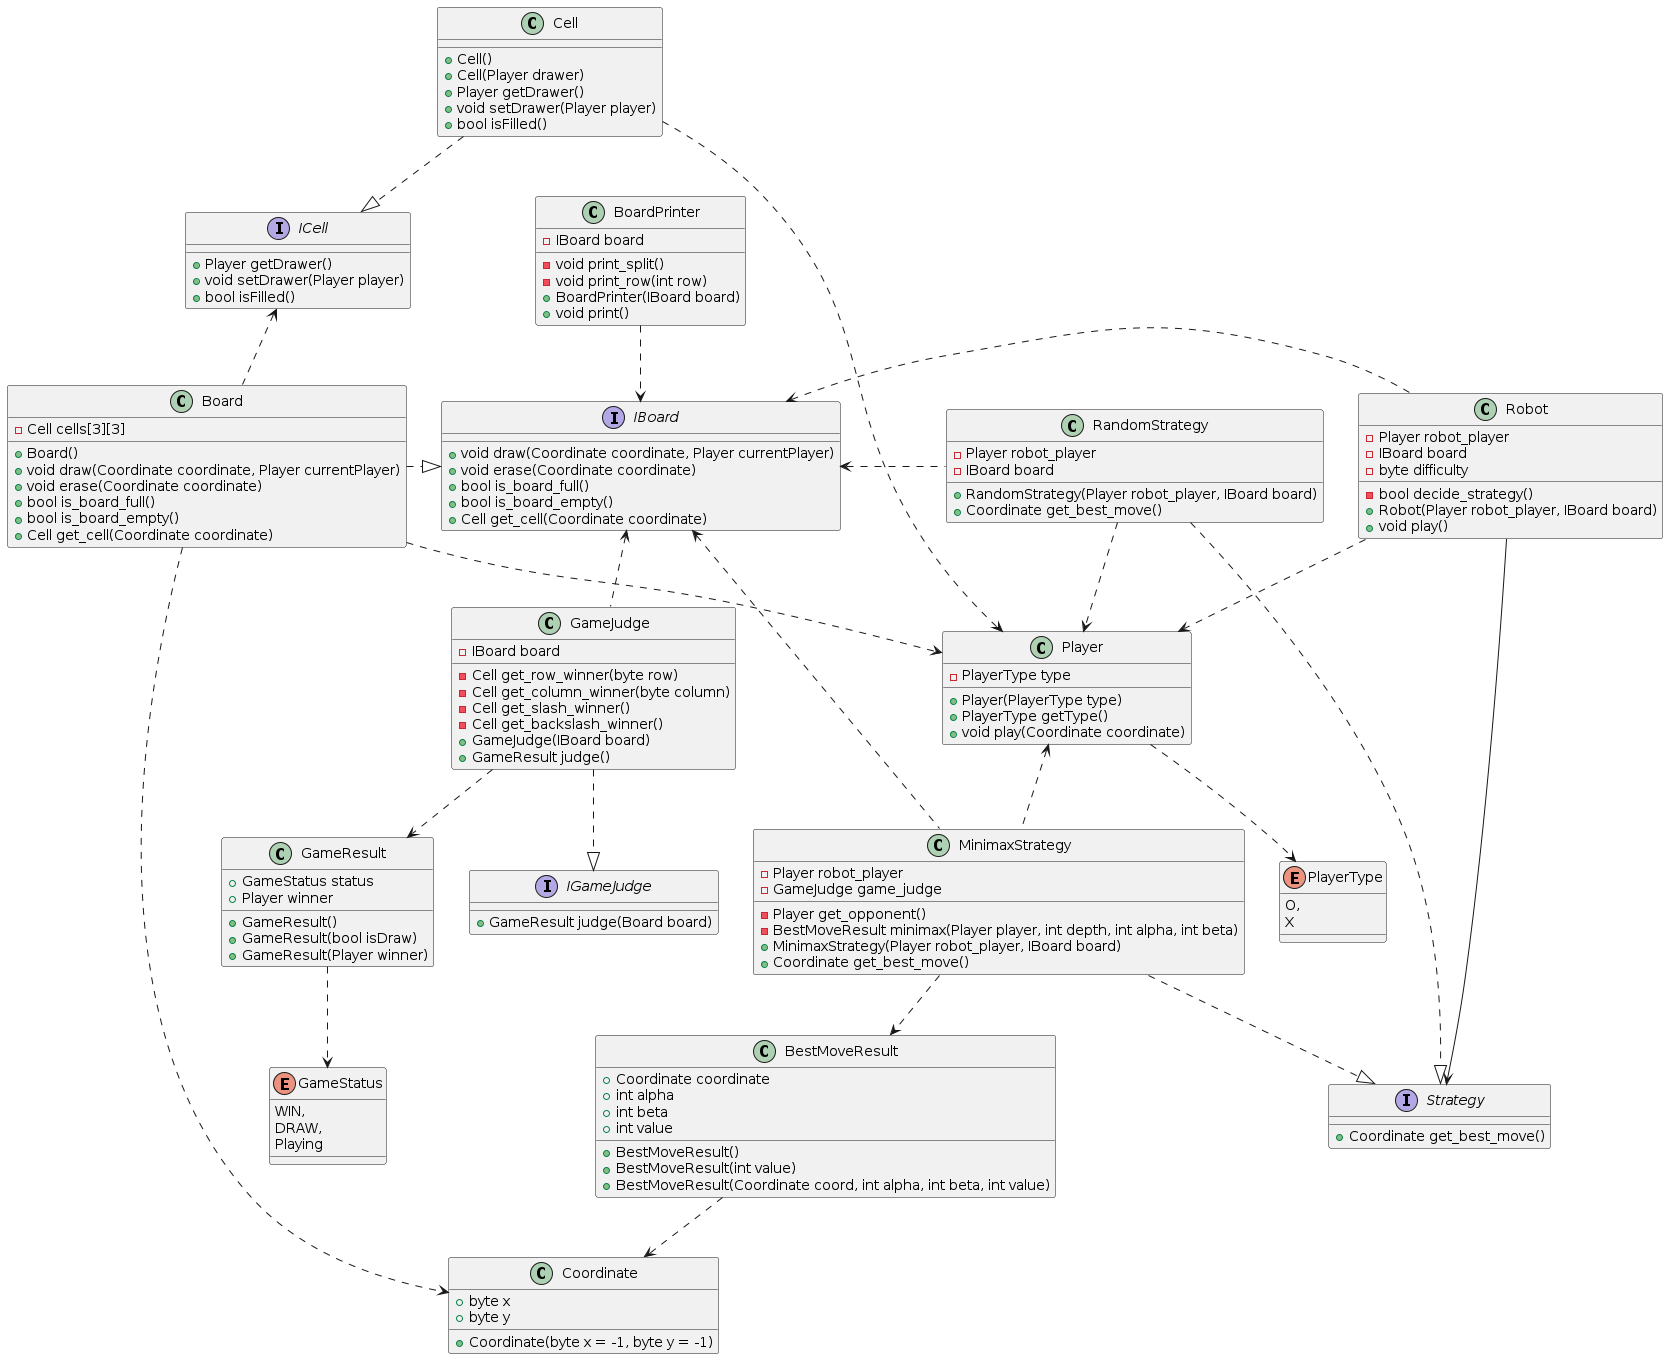 C Cell
Cell()
Cell(Player drawer)
Player getDrawer()
void setDrawer(Player player)
bool isFilled()
I ICell
Player getDrawer()
void setDrawer(Player player)
bool isFilled()
C BoardPrinter
IBoard board
void print_split()
void print_row(int row)
BoardPrinter(IBoard board)
void print()
C Board
Cell cells[3][3]
Board()
void draw(Coordinate coordinate, Player currentPlayer)
void erase(Coordinate coordinate)
bool is_board_full()
bool is_board_empty()
Cell get_cell(Coordinate coordinate)
I IBoard
void draw(Coordinate coordinate, Player currentPlayer)
void erase(Coordinate coordinate)
bool is_board_full()
bool is_board_empty()
Cell get_cell(Coordinate coordinate)
C RandomStrategy
Player robot_player
IBoard board
RandomStrategy(Player robot_player, IBoard board)
Coordinate get_best_move()
C Robot
Player robot_player
IBoard board
byte difficulty
bool decide_strategy()
Robot(Player robot_player, IBoard board)
void play()
C GameJudge
IBoard board
Cell get_row_winner(byte row)
Cell get_column_winner(byte column)
Cell get_slash_winner()
Cell get_backslash_winner()
GameJudge(IBoard board)
GameResult judge()
C Player
PlayerType type
Player(PlayerType type)
PlayerType getType()
void play(Coordinate coordinate)
C GameResult
GameStatus status
Player winner
GameResult()
GameResult(bool isDraw)
GameResult(Player winner)
I IGameJudge
GameResult judge(Board board)
C MinimaxStrategy
Player robot_player
GameJudge game_judge
Player get_opponent()
BestMoveResult minimax(Player player, int depth, int alpha, int beta)
MinimaxStrategy(Player robot_player, IBoard board)
Coordinate get_best_move()
E PlayerType
O,
X
E GameStatus
WIN,
DRAW,
Playing
C BestMoveResult
Coordinate coordinate
int alpha
int beta
int value
BestMoveResult()
BestMoveResult(int value)
BestMoveResult(Coordinate coord, int alpha, int beta, int value)
I Strategy
Coordinate get_best_move()
C Coordinate
byte x
byte y
Coordinate(byte x = -1, byte y = -1)